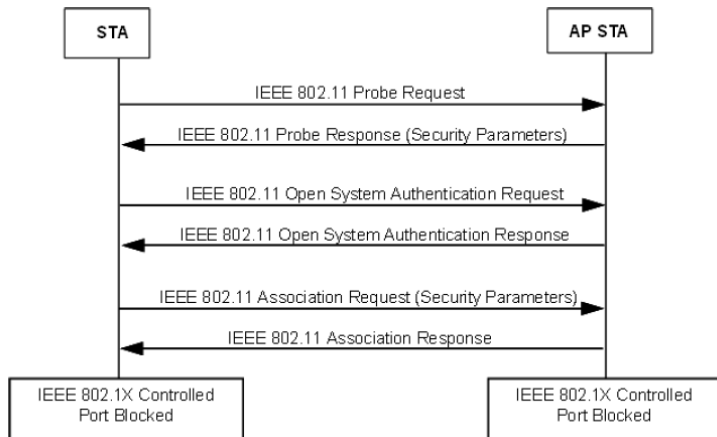 STA
AP STA
IEEE 802.11 Probe Request
IEEE 802.11 Probe Response (Security Parameters)
IEEE 802.11 Open System Authentication Request
IEEE 802.11 Open System Authentication Response
IEEE 802.11 Association Request (Security Parameters)
IEEE 802.11 Association Response
IEEE 802.1X Controlled
Port Blocked
IEEE 802.1X Controlled
Port Blocked